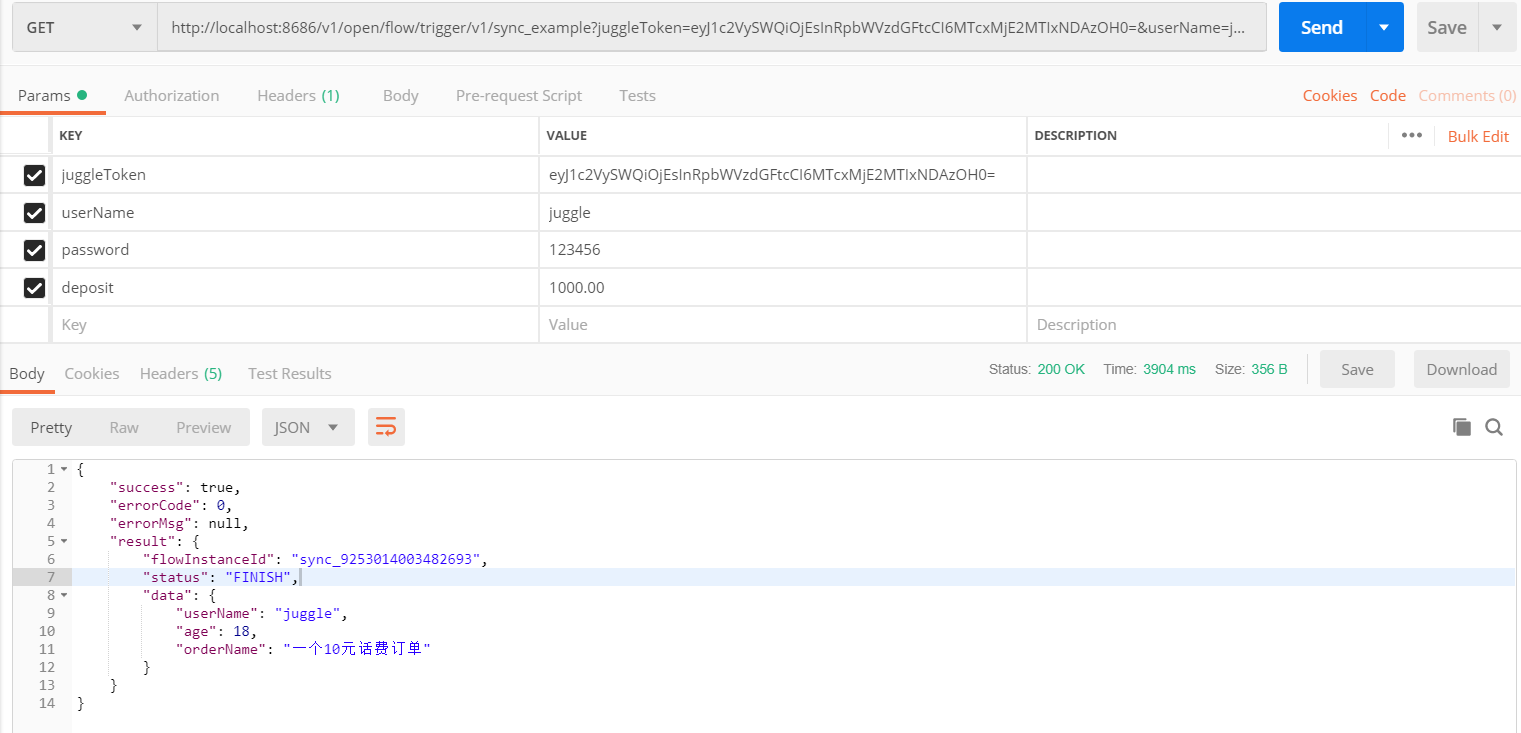 GET http://localhost:8686/v1/open/flow/trigger/v1/sync_example?juggleToken=eyJ1c2VySWQiOjEsInRpbWVzdGFtcCI6MTcxMjE2MTIxNDAzOH0=&userName=j... Send Save
Params Authorization Headers (1) Body Pre-request Script Tests Cookies Code Comments (0)
KEY VALUE DESCRIPTION ••• Bulk Edit
juggleToken eyJ1c2VySWQiOjEsInRpbWVzdGFtcCI6MTcxMjE2MTIxNDAzOH0=
userName juggle
password 123456
deposit 1000.00
Key Value Description
Body Cookies Headers (5) Test Results Status: 200 OK Time: 3904 ms Size: 356 B Save Download
Pretty Raw Preview JSON
1 {
2 "success": true,
3 "errorCode": 0,
4 "errorMsg": null,
5 "result": {
6 "flowInstanceId": "sync_9253014003482693",
7 "status": "FINISH",
8 "data": {
9 "userName": "juggle",
10 "age": 18,
11 "orderName": "一个10元话费订单"
12 }
13 }
14 }